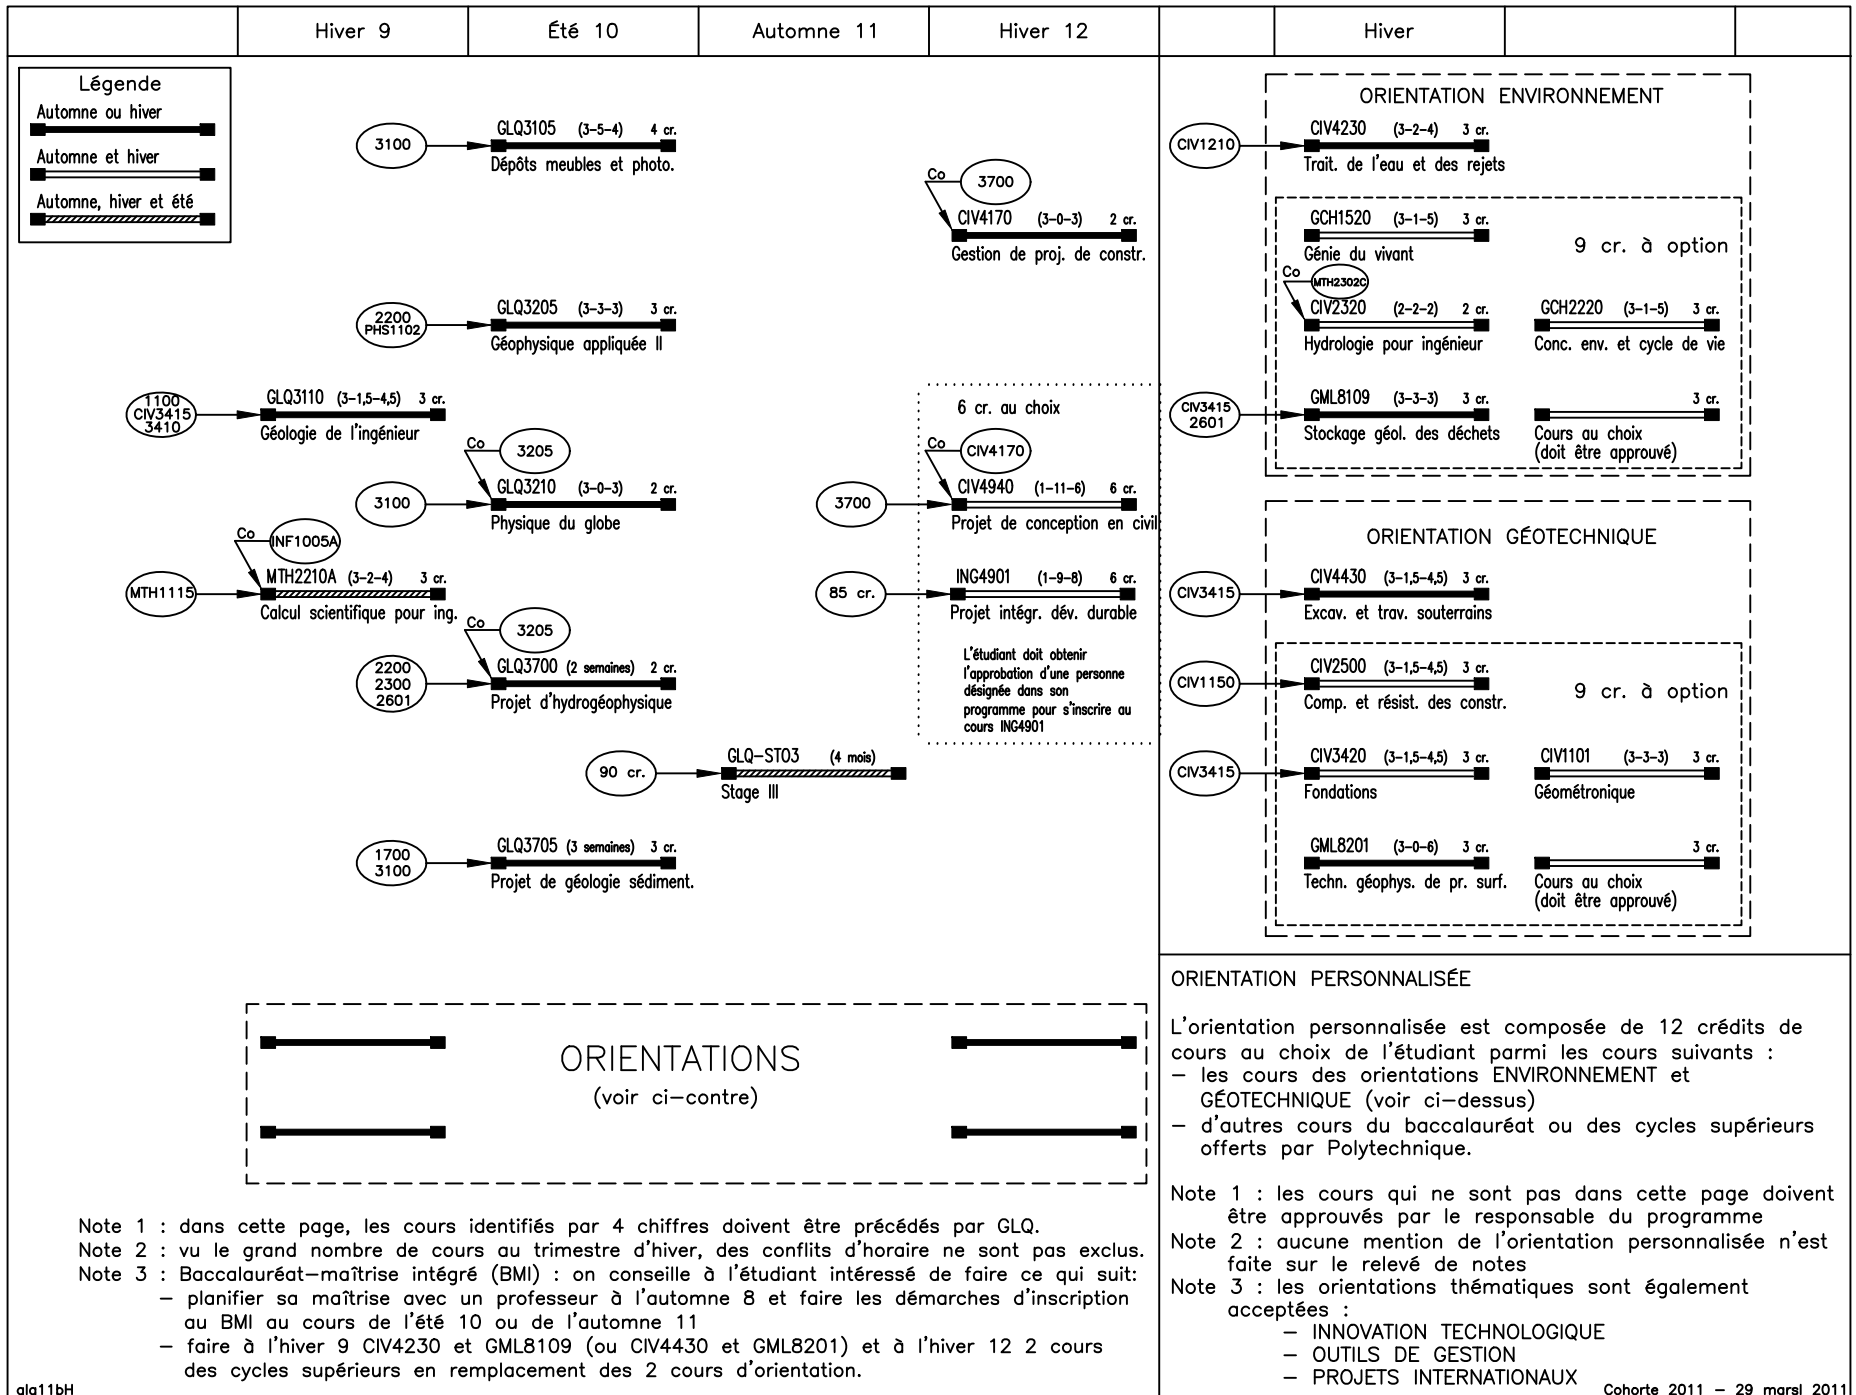 Hiver 9
Été 10
Automne 11
Hiver 12
Hiver
Légende
Automne ou hiver
Automne et hiver
Automne, hiver et été
3100
GLQ3105 (3-5-4) 4 cr.
Dépôts meubles et photo.
Co
3700
CIV4170 (3-0-3) 2 cr.
Gestion de proj. de constr.
2200
PHS1102
GLQ3205 (3-3-3) 3 cr.
Géophysique appliquée II
1100
CIV3415
3410
GLQ3110 (3-1,5-4,5) 3 cr.
Géologie de l'ingénieur
Co
3205
3100
GLQ3210 (3-0-3) 2 cr.
Physique du globe
6 cr. au choix
Co
CIV4170
3700
CIV4940 (1-11-6) 6 cr.
Projet de conception en civil
Co
INF1005A
MTH1115
MTH2210A (3-2-4) 3 cr.
Calcul scientifique pour ing.
85 cr.
ING4901 (1-9-8) 6 cr.
Projet intégr. dév. durable
L'étudiant doit obtenir
l'approbation d'une personne
désignée dans son
programme pour s'inscrire au
cours ING4901
Co
3205
2200
2300
2601
GLQ3700 (2 semaines) 2 cr.
Projet d'hydrogéophysique
90 cr.
GLQ-ST03 (4 mois)
Stage III
1700
3100
GLQ3705 (3 semaines) 3 cr.
Projet de géologie sédiment.
ORIENTATIONS
(voir ci-contre)
Note 1 : dans cette page, les cours identifiés par 4 chiffres doivent être précédés par GLQ.
Note 2 : vu le grand nombre de cours au trimestre d'hiver, des conflits d'horaire ne sont pas exclus.
Note 3 : Baccalauréat-maîtrise intégré (BMI) : on conseille à l'étudiant intéressé de faire ce qui suit:
- planifier sa maîtrise avec un professeur à l'automne 8 et faire les démarches d'inscription
au BMI au cours de l'été 10 ou de l'automne 11
- faire à l'hiver 9 CIV4230 et GML8109 (ou CIV4430 et GML8201) et à l'hiver 12 2 cours
des cycles supérieurs en remplacement des 2 cours d'orientation.
glq11bH
ORIENTATION ENVIRONNEMENT
CIV1210
CIV4230 (3-2-4) 3 cr.
Trait. de l'eau et des rejets
GCH1520 (3-1-5) 3 cr.
Génie du vivant
9 cr. à option
Co
MTH2302C
CIV2320 (2-2-2) 2 cr.
Hydrologie pour ingénieur
GCH2220 (3-1-5) 3 cr.
Conc. env. et cycle de vie
CIV3415
2601
GML8109 (3-3-3) 3 cr.
Stockage géol. des déchets
3 cr.
Cours au choix
(doit être approuvé)
ORIENTATION GÉOTECHNIQUE
CIV3415
CIV4430 (3-1,5-4,5) 3 cr.
Excav. et trav. souterrains
CIV1150
CIV2500 (3-1,5-4,5) 3 cr.
Comp. et résist. des constr.
9 cr. à option
CIV3415
CIV3420 (3-1,5-4,5) 3 cr.
Fondations
CIV1101 (3-3-3) 3 cr.
Géométronique
GML8201 (3-0-6) 3 cr.
Techn. géophys. de pr. surf.
3 cr.
Cours au choix
(doit être approuvé)
ORIENTATION PERSONNALISÉE
L'orientation personnalisée est composée de 12 crédits de
cours au choix de l'étudiant parmi les cours suivants :
- les cours des orientations ENVIRONNEMENT et
GÉOTECHNIQUE (voir ci-dessus)
- d'autres cours du baccalauréat ou des cycles supérieurs
offerts par Polytechnique.
Note 1 : les cours qui ne sont pas dans cette page doivent
être approuvés par le responsable du programme
Note 2 : aucune mention de l'orientation personnalisée n'est
faite sur le relevé de notes
Note 3 : les orientations thématiques sont également
acceptées :
- INNOVATION TECHNOLOGIQUE
- OUTILS DE GESTION
- PROJETS INTERNATIONAUX
Cohorte 2011 - 29 marsl 2011